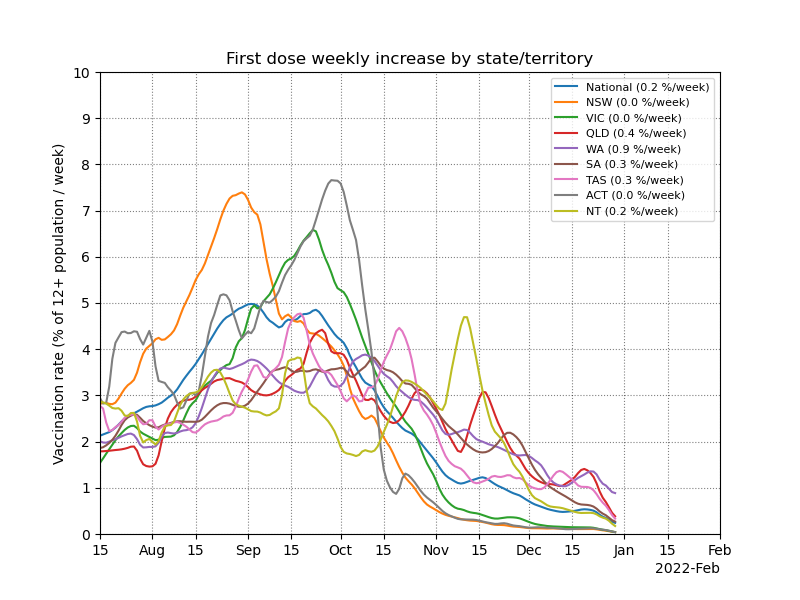 First dose weekly increase by state/territory
Vaccination rate (% of 12+ population / week)
10
9
8
7
6
5
4
3
2
1
0
National (0.2 %/week)
NSW (0.0 %/week)
VIC (0.0 %/week)
QLD (0.4 %/week)
WA (0.9 %/week)
SA (0.3 %/week)
TAS (0.3 %/week)
ACT (0.0 %/week)
NT (0.2 %/week)
15 Aug 15 Sep 15 Oct 15 Nov 15 Dec 15 Jan 15 Feb
2022-Feb